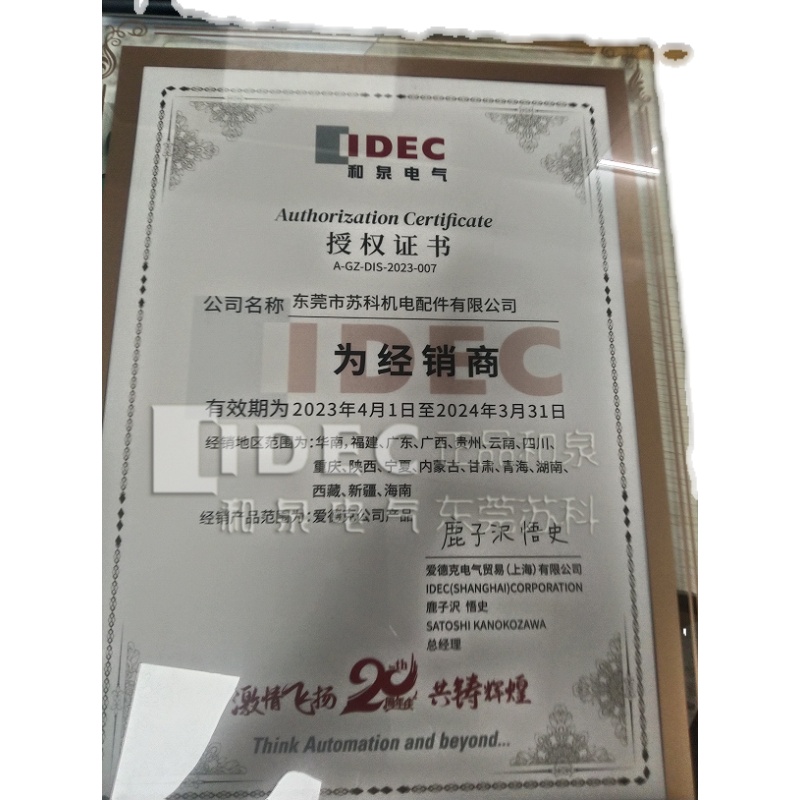 IDEC
和泉电气
Authorization Certificate
授权证书
A-GZ-DIS-2023-007
公司名称 东莞市苏科机电配件有限公司
IDEC
为经销商
有效期为2023年4月1日至2024年3月31日
经销地区范围为:华南,福建、广东、广西、贵州、云南、四川、
重庆、陕西、宁夏、内蒙古、甘肃、青海、湖南、
西藏、新疆、海南
经销产品范围为:爱德克公司产品
IDEC 正品和泉
和泉电气 东莞苏科
鹿子沢悟史
爱德克电气贸易(上海)有限公司
IDEC(SHANGHAI)CORPORATION
鹿子沢 悟史
SATOSHI KANOKOZAWA
总经理
激情飞扬 20th 周年庆 共铸辉煌
Think Automation and beyond...